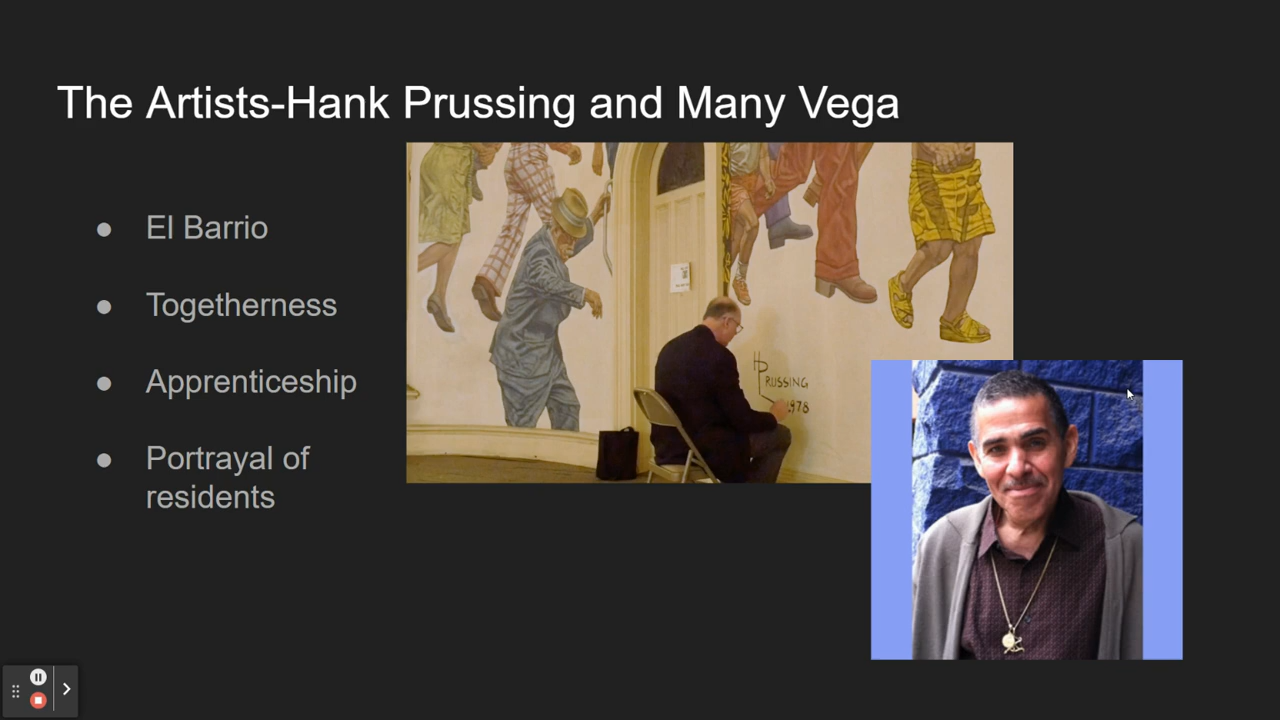 The Artists-Hank Prussing and Many Vega
● El Barrio
● Togetherness
● Apprenticeship
● Portrayal of
residents
H
PRUSSING
1978